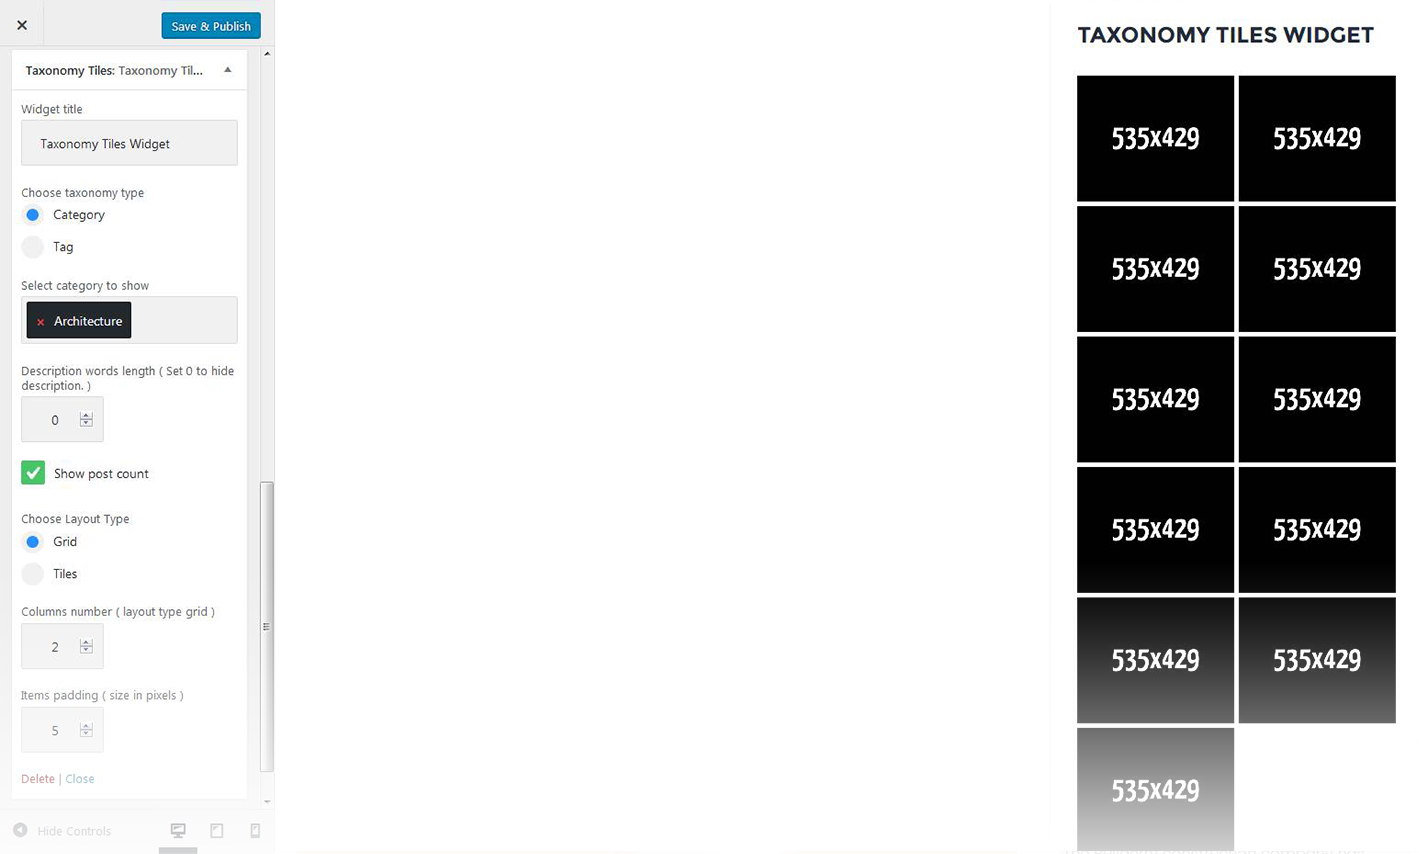 Save & Publish
Taxonomy Tiles: Taxonomy Til...
Widget title
Taxonomy Tiles Widget
Choose taxonomy type
Category
Tag
Select category to show
× Architecture
Description words length ( Set 0 to hide
description. )
0
Show post count
Choose Layout Type
Grid
Tiles
Columns number ( layout type grid )
2
Items padding ( size in pixels )
5
Delete | Close
Hide Controls
TAXONOMY TILES WIDGET
535x429 535x429
535x429 535x429
535x429 535x429
535x429 535x429
535x429 535x429
535x429